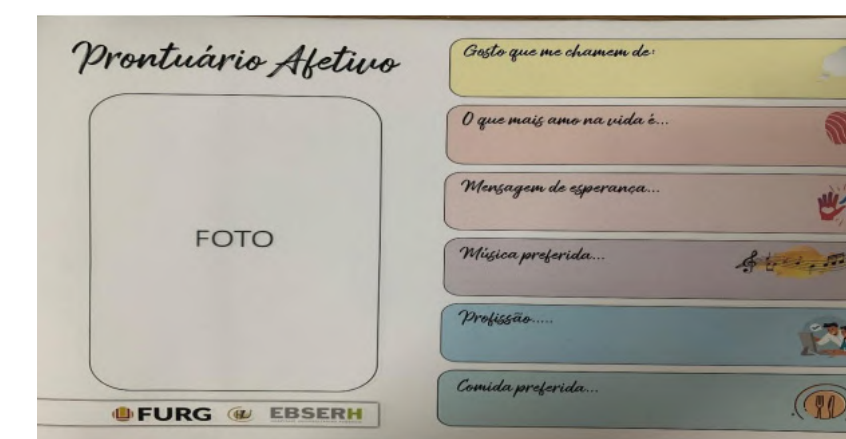 Prontuário Afetivo
FOTO
FURG HU EBSERH
Gosto que me chamem de:
O que mais amo na vida é...
Mensagem de esperança...
Música preferida...
Profissão.....
Comida preferida...